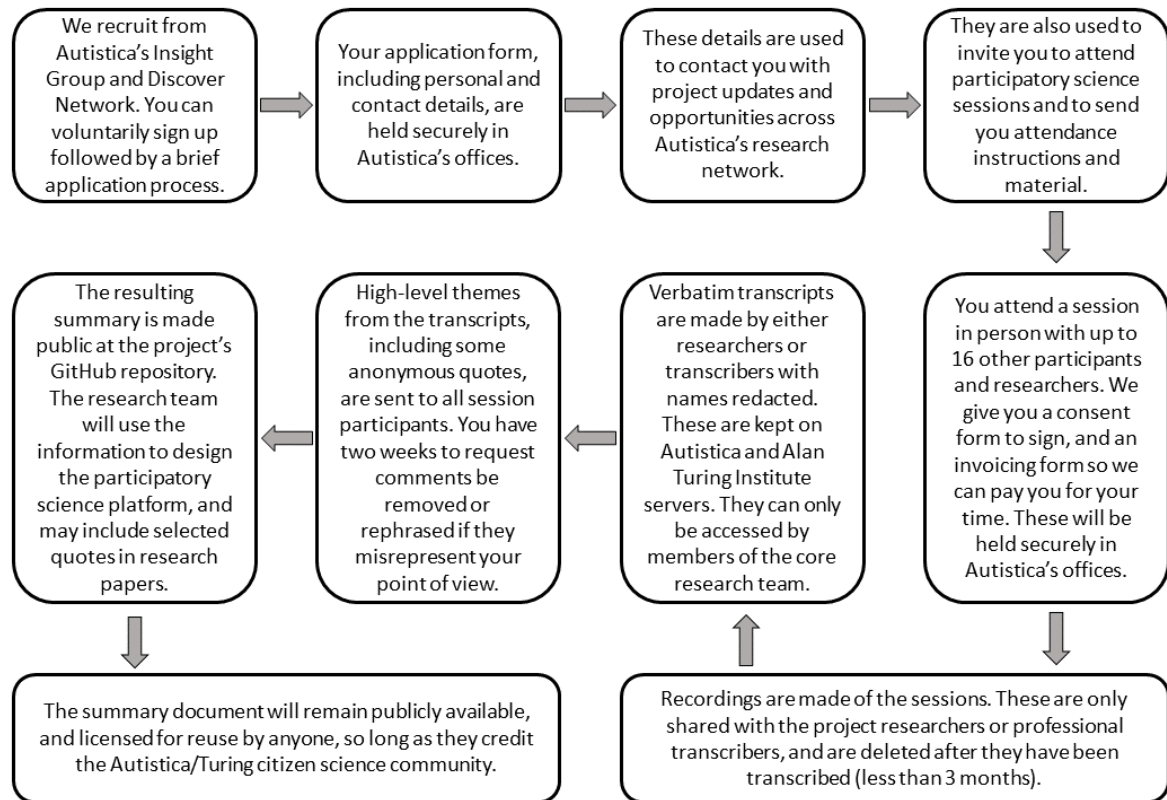 We recruit from
Autistica’s Insight
Group and Discover
Network. You can
voluntarily sign up
followed by a brief
application process.
Your application form,
including personal and
contact details, are
held securely in
Autistica’s offices.
These details are used
to contact you with
project updates and
opportunities across
Autistica’s research
network.
They are also used to
invite you to attend
participatory science
sessions and to send
you attendance
instructions and
material.
You attend a session
in person with up to
16 other participants
and researchers. We
give you a consent
form to sign, and an
invoicing form so we
can pay you for your
time. These will be
held securely in
Autistica’s offices.
Recordings are made of the sessions. These are only
shared with the project researchers or professional
transcribers, and are deleted after they have been
transcribed (less than 3 months).
Verbatim transcripts
are made by either
researchers or
transcribers with
names redacted.
These are kept on
Autistica and Alan
Turing Institute
servers. They can only
be accessed by
members of the core
research team.
High-level themes
from the transcripts,
including some
anonymous quotes,
are sent to all session
participants. You have
two weeks to request
comments be
removed or
rephrased if they
misrepresent your
point of view.
The resulting
summary is made
public at the project’s
GitHub repository.
The research team
will use the
information to design
the participatory
science platform, and
may include selected
quotes in research
papers.
The summary document will remain publicly available,
and licensed for reuse by anyone, so long as they credit
the Autistica/Turing citizen science community.